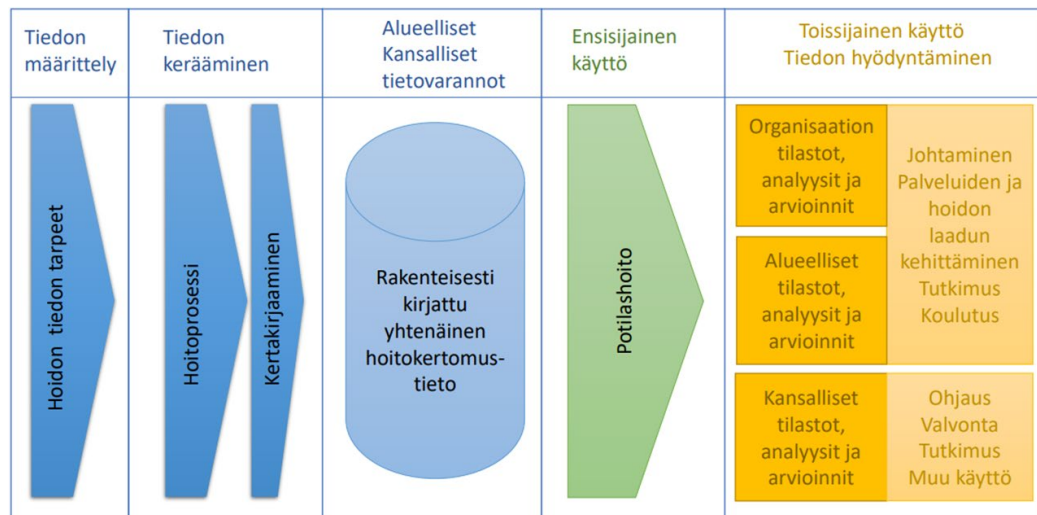 Tiedon
määrittely
Tiedon
kerääminen
Alueelliset
Kansalliset
tietovarannot
Ensisijainen
käyttö
Toissijainen käyttö
Tiedon hyödyntäminen
Hoidon tiedon tarpeet
Hoitoprosessi
Kertakirjaaminen
Rakenteisesti
kirjattu
yhtenäinen
hoitokertomus-
tieto
Potilashoito
Organisaation
tilastot,
analyysit ja
arvioinnit
Alueelliset
tilastot,
analyysit ja
arvioinnit
Kansalliset
tilastot,
analyysit ja
arvioinnit
Johtaminen
Palveluiden ja
hoidon
laadun
kehittäminen
Tutkimus
Koulutus
Ohjaus
Valvonta
Tutkimus
Muu käyttö